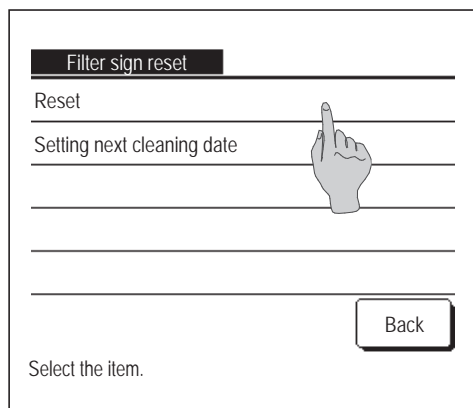 Filter sign reset
Reset
Setting next cleaning date
Back
Select the item.